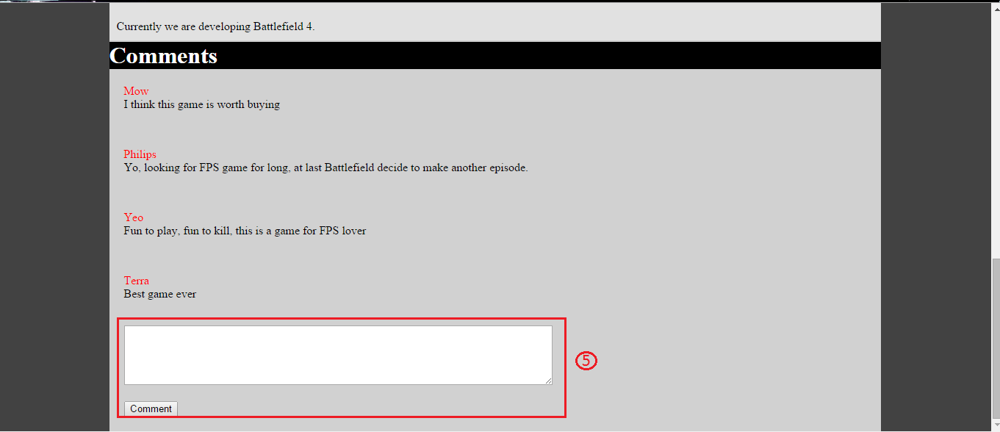 Currently we are developing Battlefield 4.
Comments
Mow
I think this game is worth buying
Philips
Yo, looking for FPS game for long, at last Battlefield decide to make another episode.
Yeo
Fun to play, fun to kill, this is a game for FPS lover
Terra
Best game ever
5
Comment